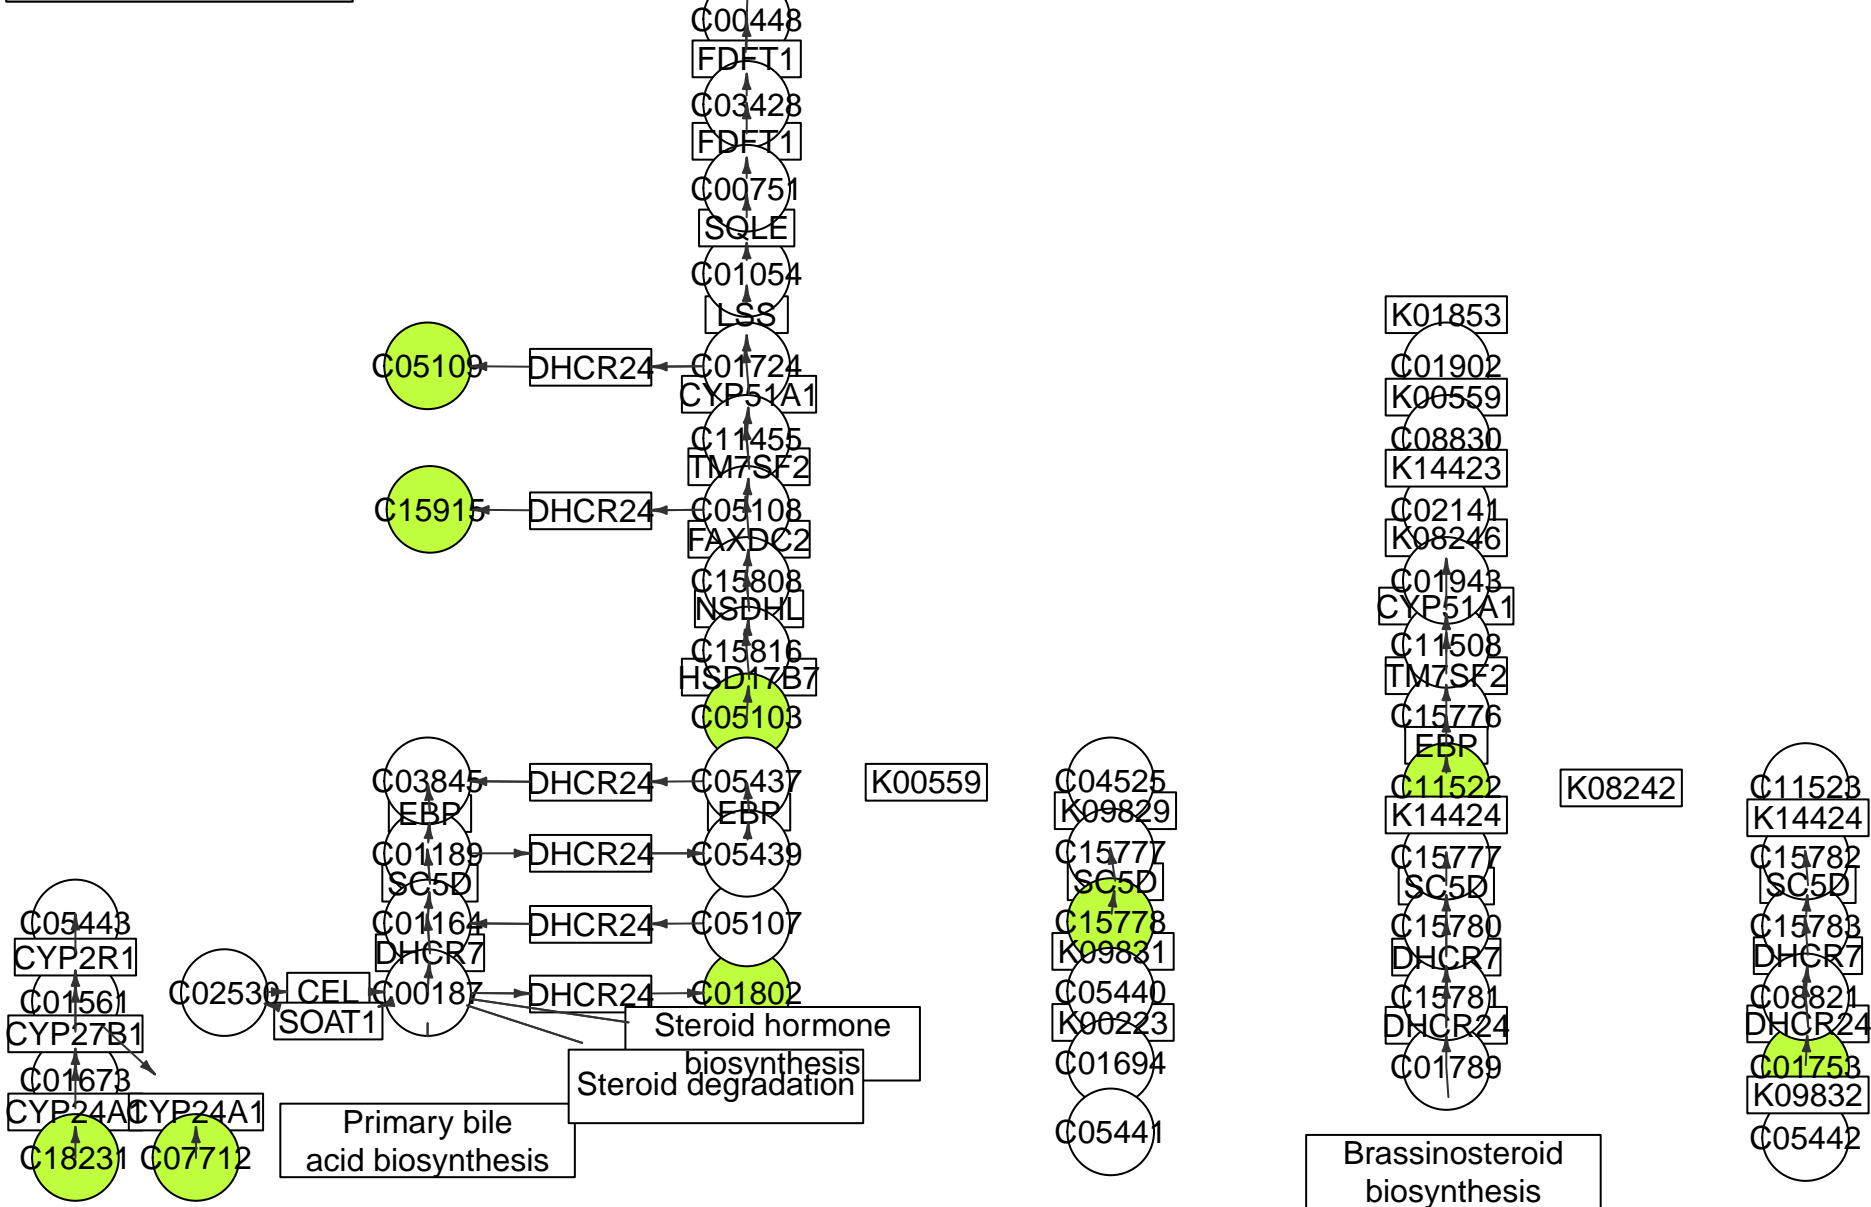 C00448
FDFT1
C03428
FDFT1
C00751
SQLE
C01054
LSS
C05109
DHCR24
C01724
CYP51A1
C11455
TM7SF2
C15915
DHCR24
C05108
FAXDC2
C15808
NSDHL
C15816
HSD17B7
C05103
C03845
DHCR24
C05437
EBP
EBP
C01189
DHCR24
C05439
SC5D
C01164
DHCR24
C05107
DHCR7
C02530
CEL
SOAT1
C00187
DHCR24
C01802
C05443
CYP2R1
C01561
CYP27B1
C01673
CYP24A1
CYP24A1
C18231
C07712
Steroid hormone
biosynthesis
Steroid degradation
Primary bile
acid biosynthesis
K00559
C04525
K09829
C15777
SC5D
C15778
K09831
C05440
K00223
C01694
C05441
K01853
C01902
K00559
C08830
K14423
C02141
K08246
C01943
CYP51A1
C11508
TM7SF2
C15776
EBP
C11522
K14424
C15777
SC5D
C15780
DHCR7
C15781
DHCR24
C01789
Brassinosteroid
biosynthesis
K08242
C11523
K14424
C15782
SC5D
C15783
DHCR7
C08821
DHCR24
C01753
K09832
C05442